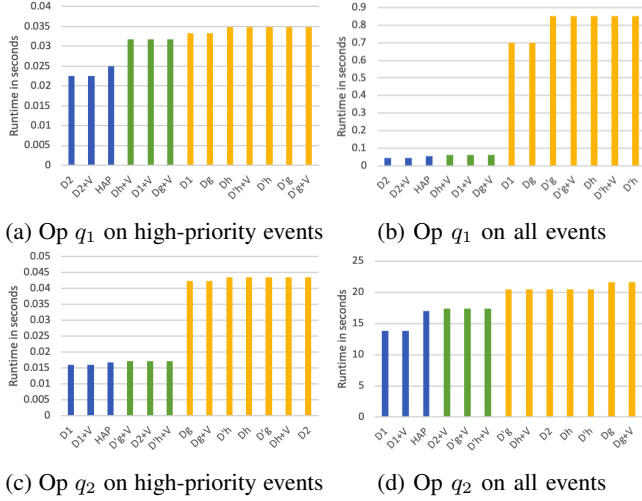 0.04
0.035
0.03
0.025
0.02
0.015
0.01
0.005
0
Runtime in seconds
D2
D2+V
HAP
Dh+V
D1+V
Dg+V
D1
Dg
Dh
D'h+V
D'h
D'g
D'g+V
(a) Op q1 on high-priority events
0.9
0.8
0.7
0.6
0.5
0.4
0.3
0.2
0.1
0
Runtime in seconds
D2
D2+V
HAP
Dh+V
D1+V
Dg+V
D1
Dg
D'g
D'g+V
Dh
D'h+V
D'h
(b) Op q1 on all events
0.05
0.045
0.04
0.035
0.03
0.025
0.02
0.015
0.01
0.005
0
Runtime in seconds
D1
D1+V
HAP
D'g+V
D2+V
D'h+V
Dg
Dg+V
D'h
Dh
D'g
Dh+V
D2
(c) Op q2 on high-priority events
25
20
15
10
5
0
Runtime in seconds
D1
D1+V
HAP
D2+V
D'g+V
D'h+V
D'g
Dh+V
D2
Dh
D'h
Dg
Dg+V
(d) Op q2 on all events